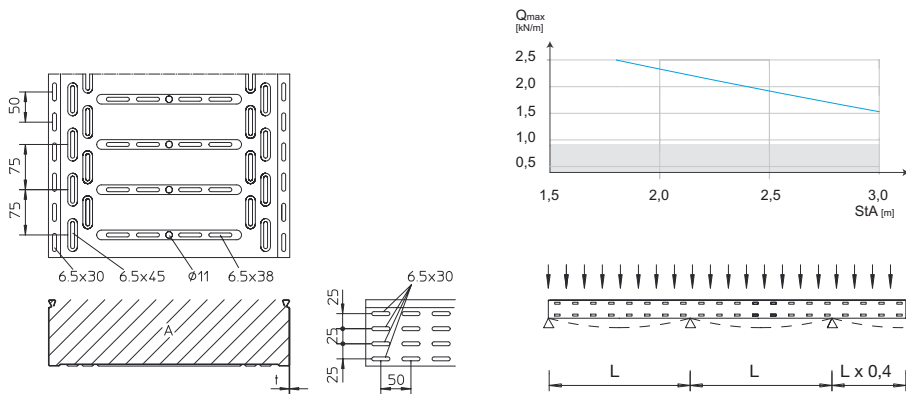 50
75
75
6.5x30
6.5x45
ø11
6.5x38
A
t
6.5x30
25
25
25
50
Qmax
[kN/m]
2,5
2,0
1,5
1,0
0,5
1,5
2,0
2,5
3,0
StA [m]
L
L
L x 0,4